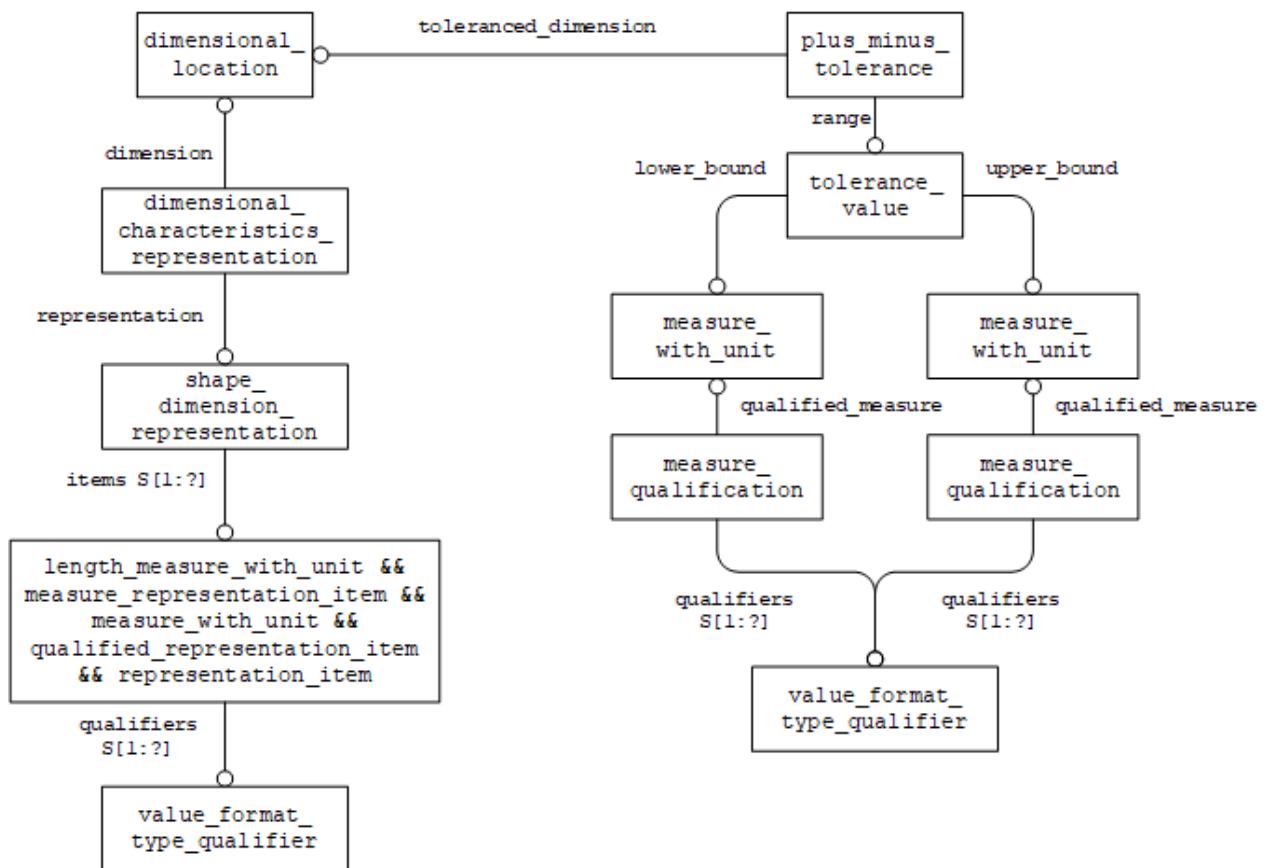 toleranced_dimension
dimensional_
location
plus_minus_
tolerance
range
dimension
lower_bound
upper_bound
tolerance_
value
dimensional_
characteristics_
representation
representation
measure_
with_unit
measure_
with_unit
shape_
dimension_
representation
qualified_measure
qualified_measure
items S[1:?]
measure_
qualification
measure_
qualification
length_measure_with_unit &&
measure_representation_item &&
measure_with_unit &&
qualified_representation_item
&& representation_item
qualifiers
S[1:?]
qualifiers
S[1:?]
qualifiers
S[1:?]
value_format_
type_qualifier
value_format_
type_qualifier